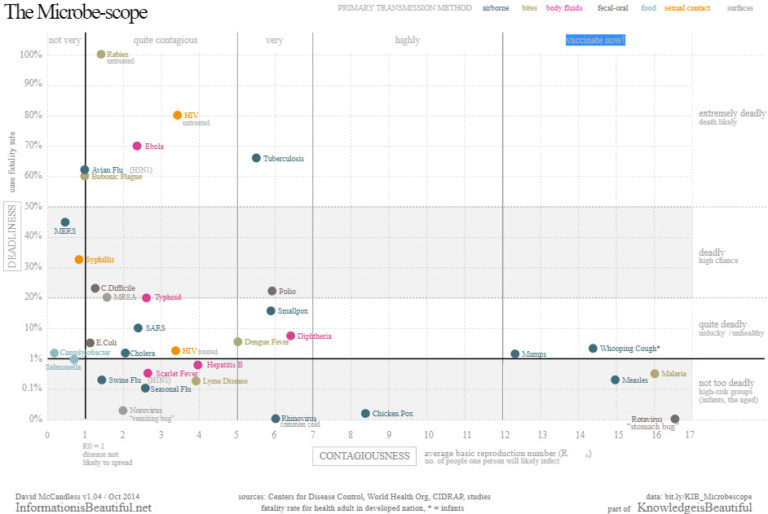 The Microbe-scope
PRIMARY TRANSMISSION METHOD airborne bites body fluids fecal-oral food sexual contact surfaces
not very quite contagious very highly vaccinate now!
100%
90%
80%
70%
60%
50%
40%
30%
20%
10%
1%
0.1%
0%
case fatality rate
DEADLINESS
Rabies
untreated
HIV
untreated
extremely deadly
death likely
Ebola
Tuberculosis
Avian Flu (H5N1)
Bubonic Plague
MERS
Syphillis
deadly
high chance
C.Difficile
MRSA
Typhoid
Polio
Smallpox
SARS
quite deadly
unlucky / unhealthy
Diphtheria
E.Coli
Dengue Fever
Campylobacter
Cholera
HIV treated
Mumps
Whooping Cough*
Salmonella
Hepatitis B
Scarlet Fever
Malaria
Swine Flu (H1N1)
Lyme Disease
Measles
not too deadly
high-risk groups
(infants, the aged)
Seasonal Flu
Norovirus
"vomiting bug"
Rhinovirus
common cold
Chicken Pox
Rotavirus
"stomach bug"
0 1 2 3 4 5 6 7 8 9 10 11 12 13 14 15 16 17
R0 = 1
disease not
likely to spread
CONTAGIOUSNESS
average basic reproduction number (R 0)
no. of people one person will likely infect
David McCandless v1.04 / Oct 2014
InformationisBeautiful.net
sources: Centers for Disease Control, World Health Org, CIDRAP, studies
fatality rate for health adult in developed nation, * = infants
data: bit.ly/KIB_Microbescope
part of KnowledgeisBeautiful